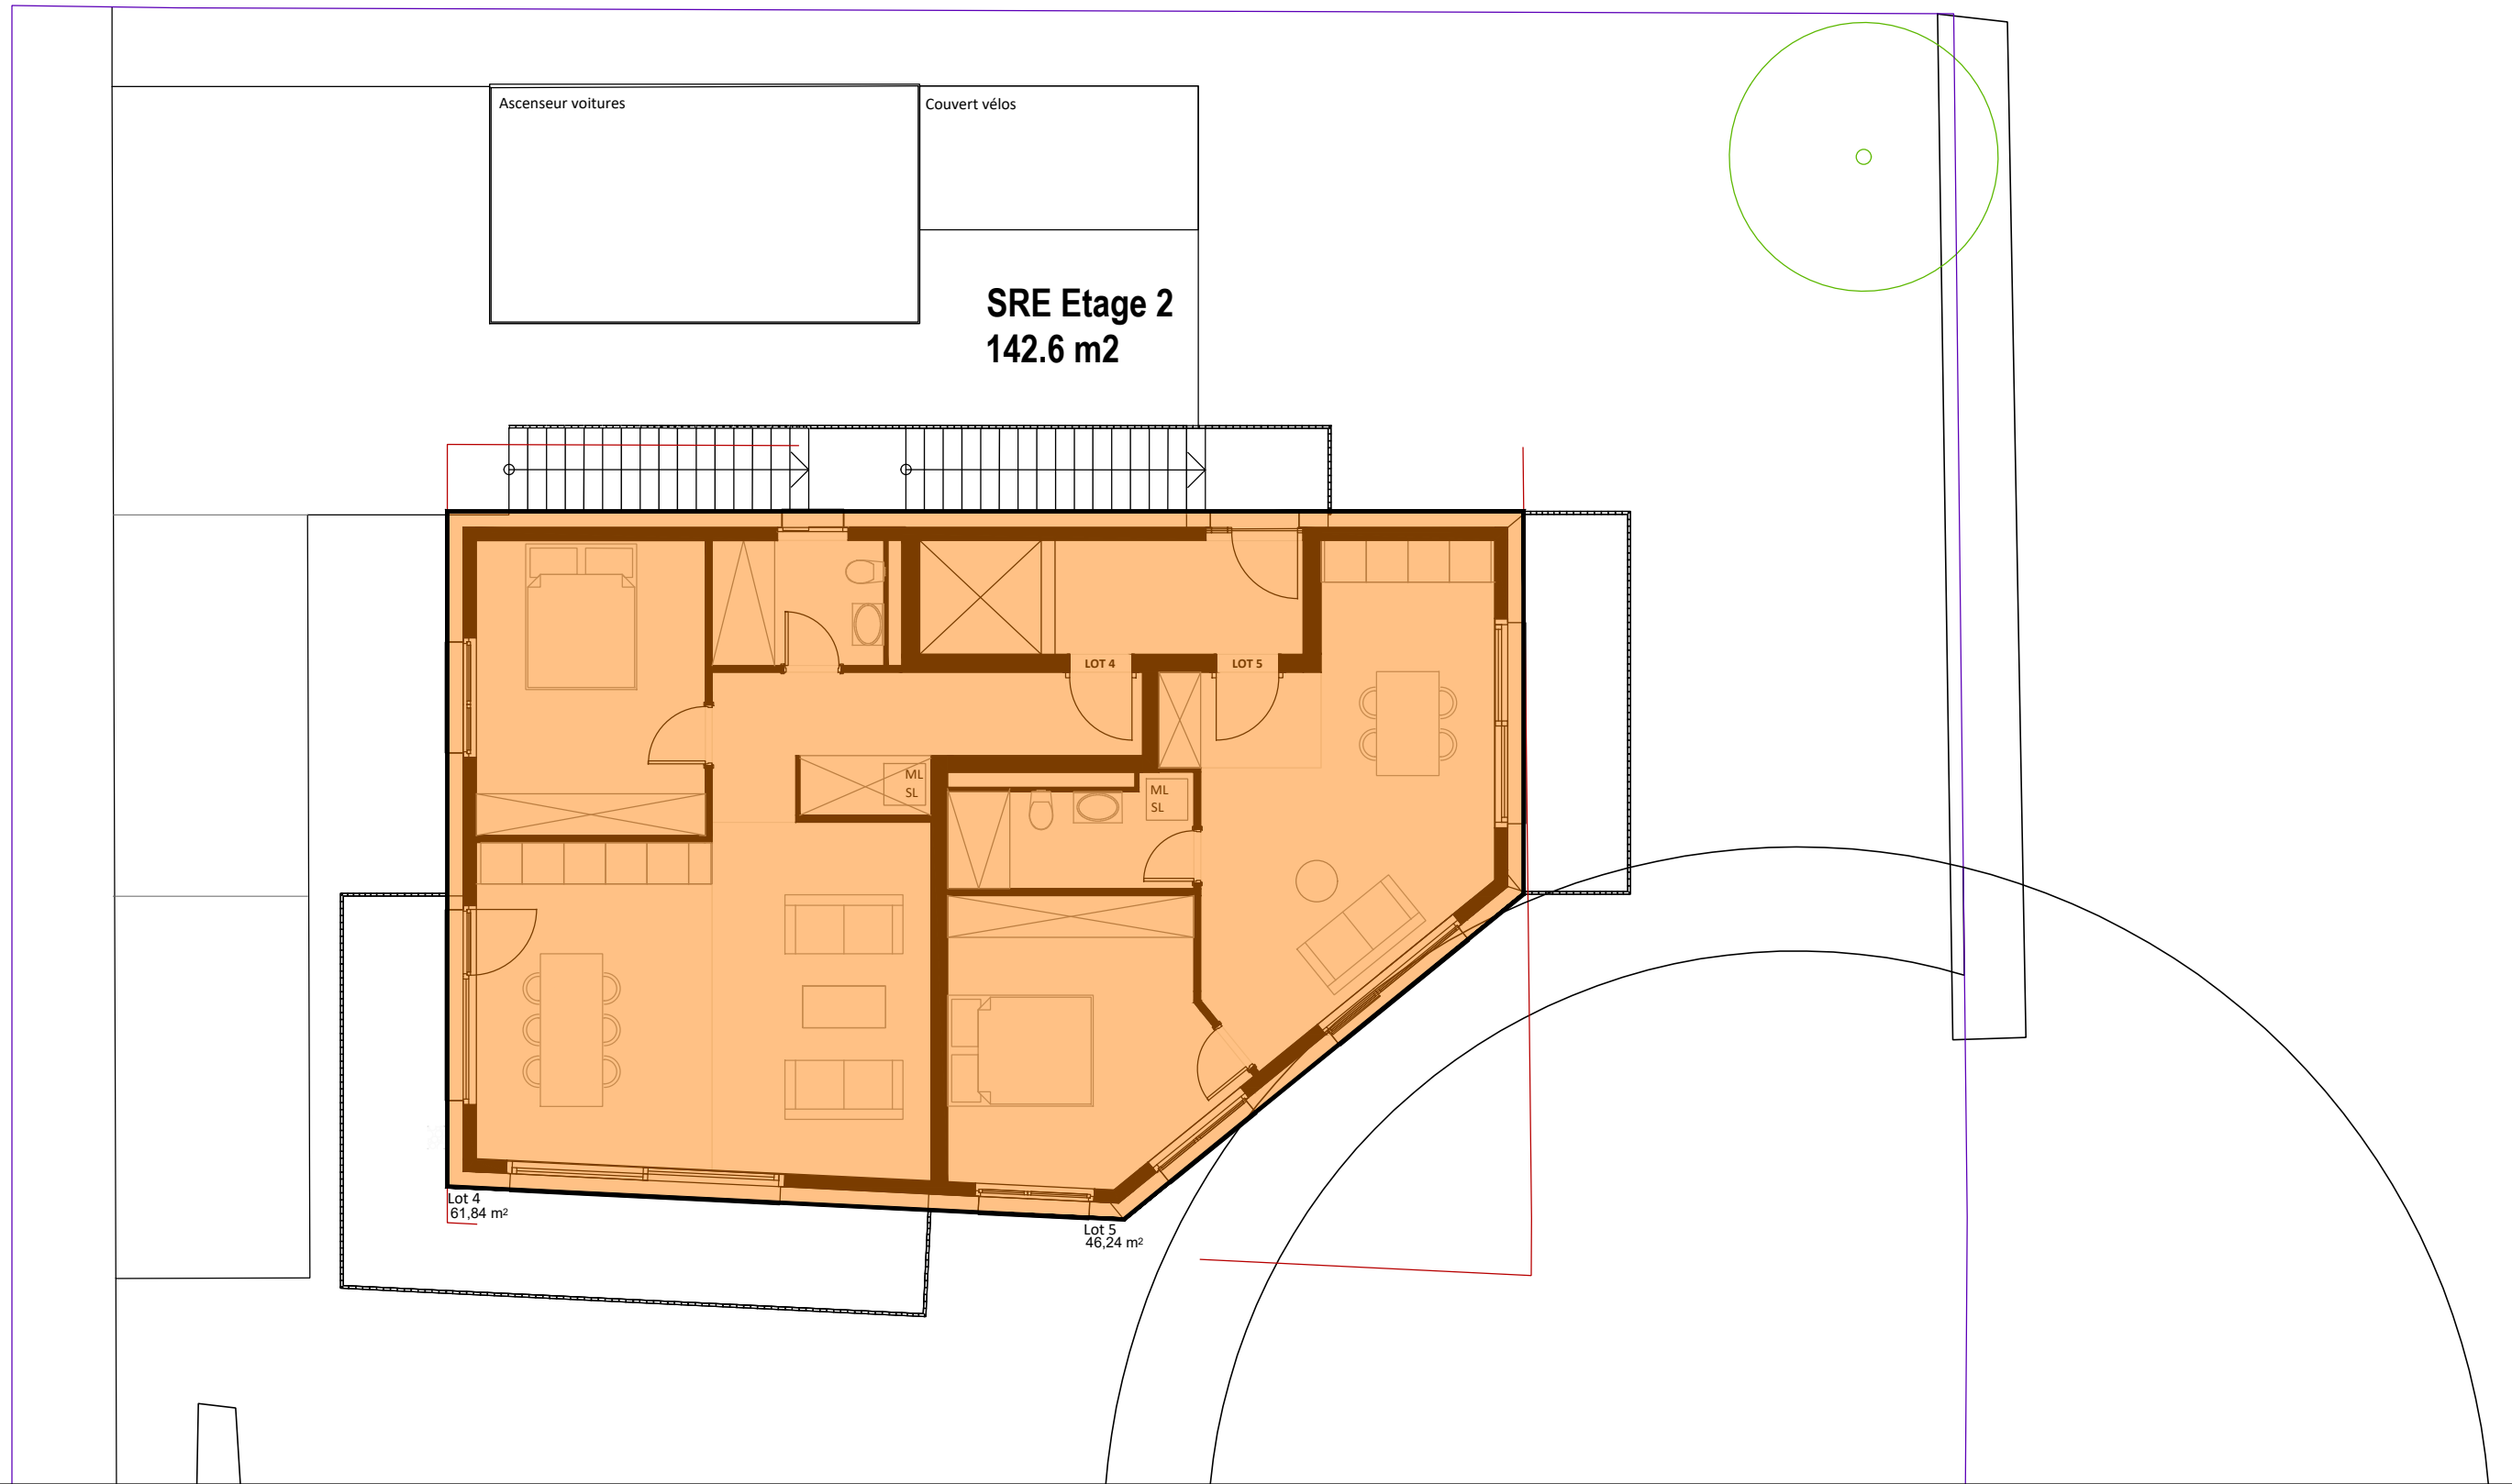 Ascenseur voitures
Couvert vélos
SRE Etage 2
142.6 m2
LOT 4
LOT 5
ML
SL
ML
SL
Lot 4
61,84 m²
Lot 5
46,24 m²